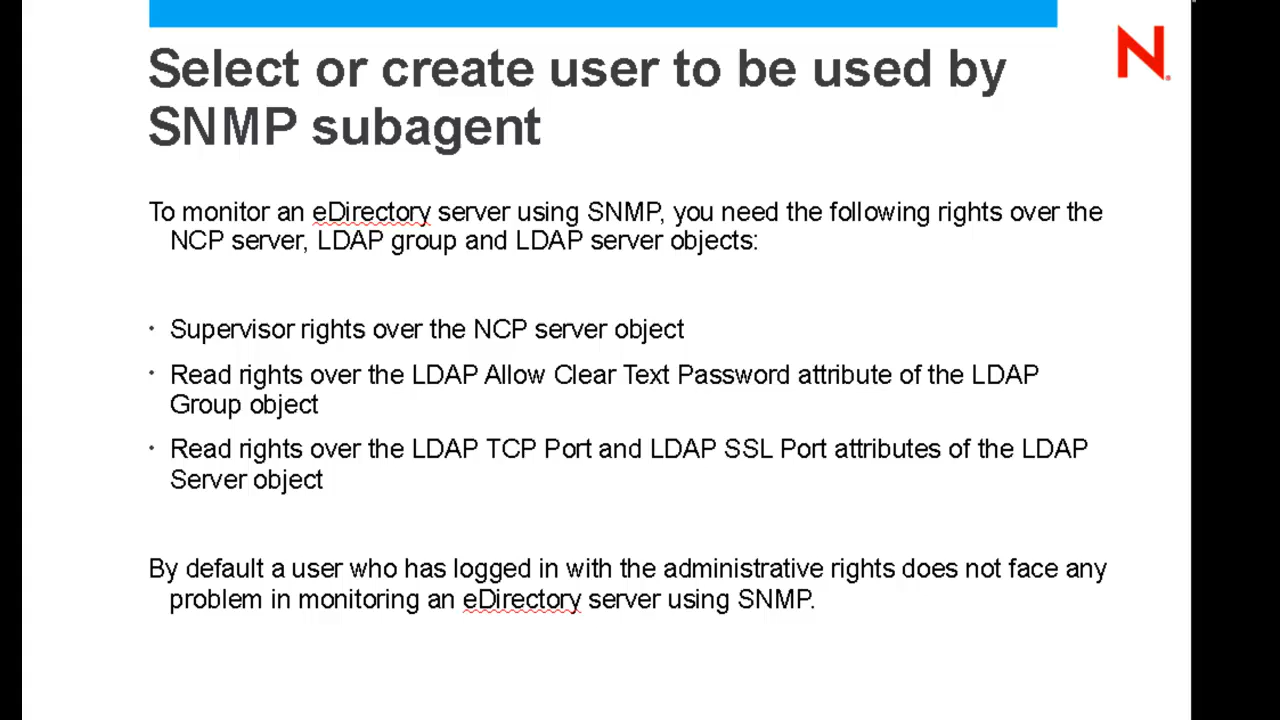 Select or create user to be used by
SNMP subagent
To monitor an eDirectory server using SNMP, you need the following rights over the
NCP server, LDAP group and LDAP server objects:
• Supervisor rights over the NCP server object
• Read rights over the LDAP Allow Clear Text Password attribute of the LDAP
Group object
• Read rights over the LDAP TCP Port and LDAP SSL Port attributes of the LDAP
Server object
By default a user who has logged in with the administrative rights does not face any
problem in monitoring an eDirectory server using SNMP.
N®